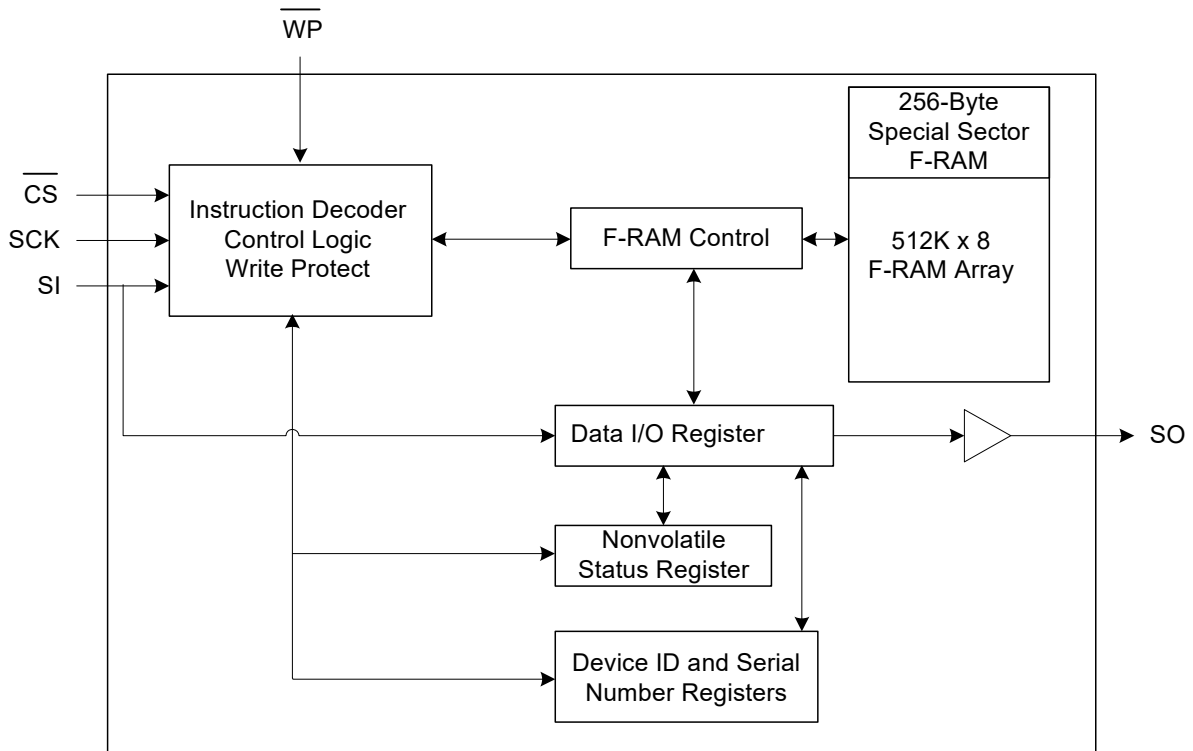 WP
256-Byte
Special Sector
F-RAM
CS
SCK
SI
Instruction Decoder
Control Logic
Write Protect
F-RAM Control
512K x 8
F-RAM Array
Data I/O Register
SO
Nonvolatile
Status Register
Device ID and Serial
Number Registers